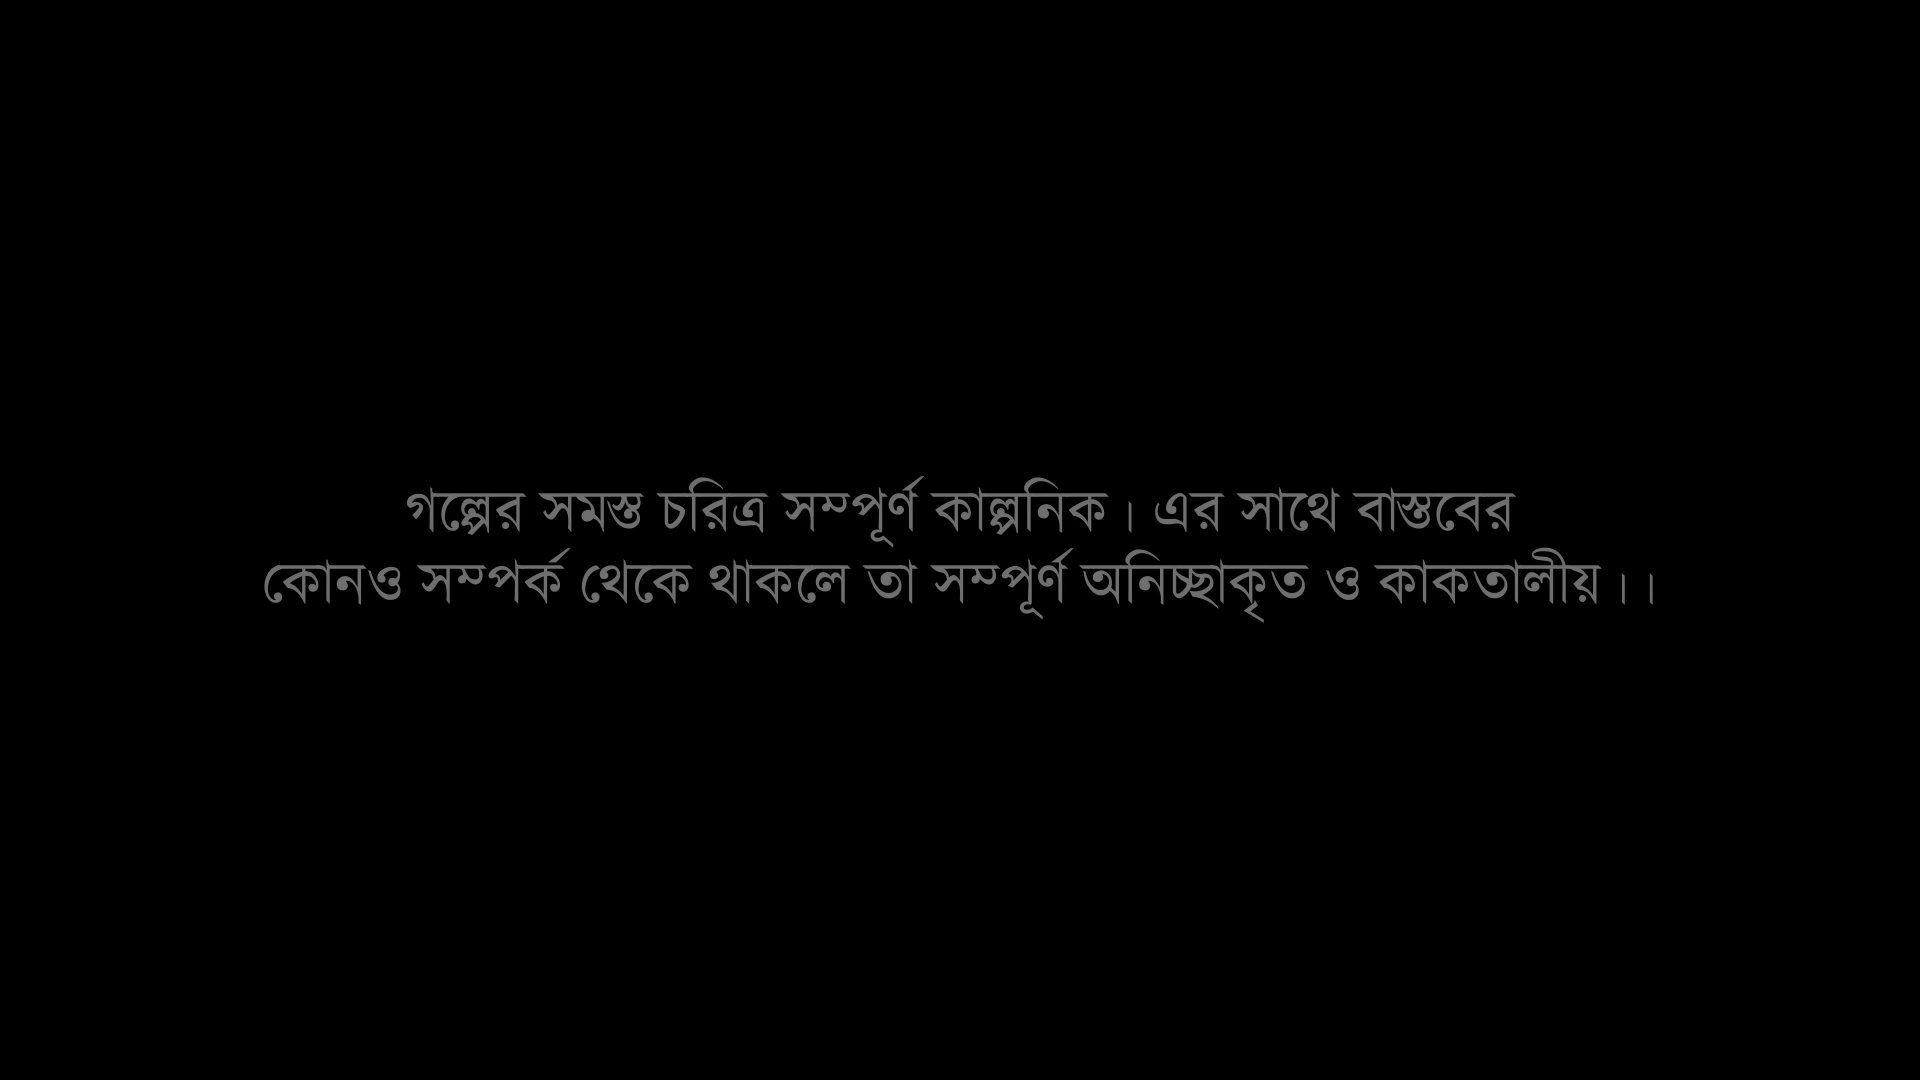 গল্পের সমস্ত চরিত্র সম্পূর্ণ কাল্পনিক। এর সাথে বাস্তবের
কোনও সম্পর্ক থেকে থাকলে তা সম্পূর্ণ অনিচ্ছাকৃত ও কাকতালীয়।।